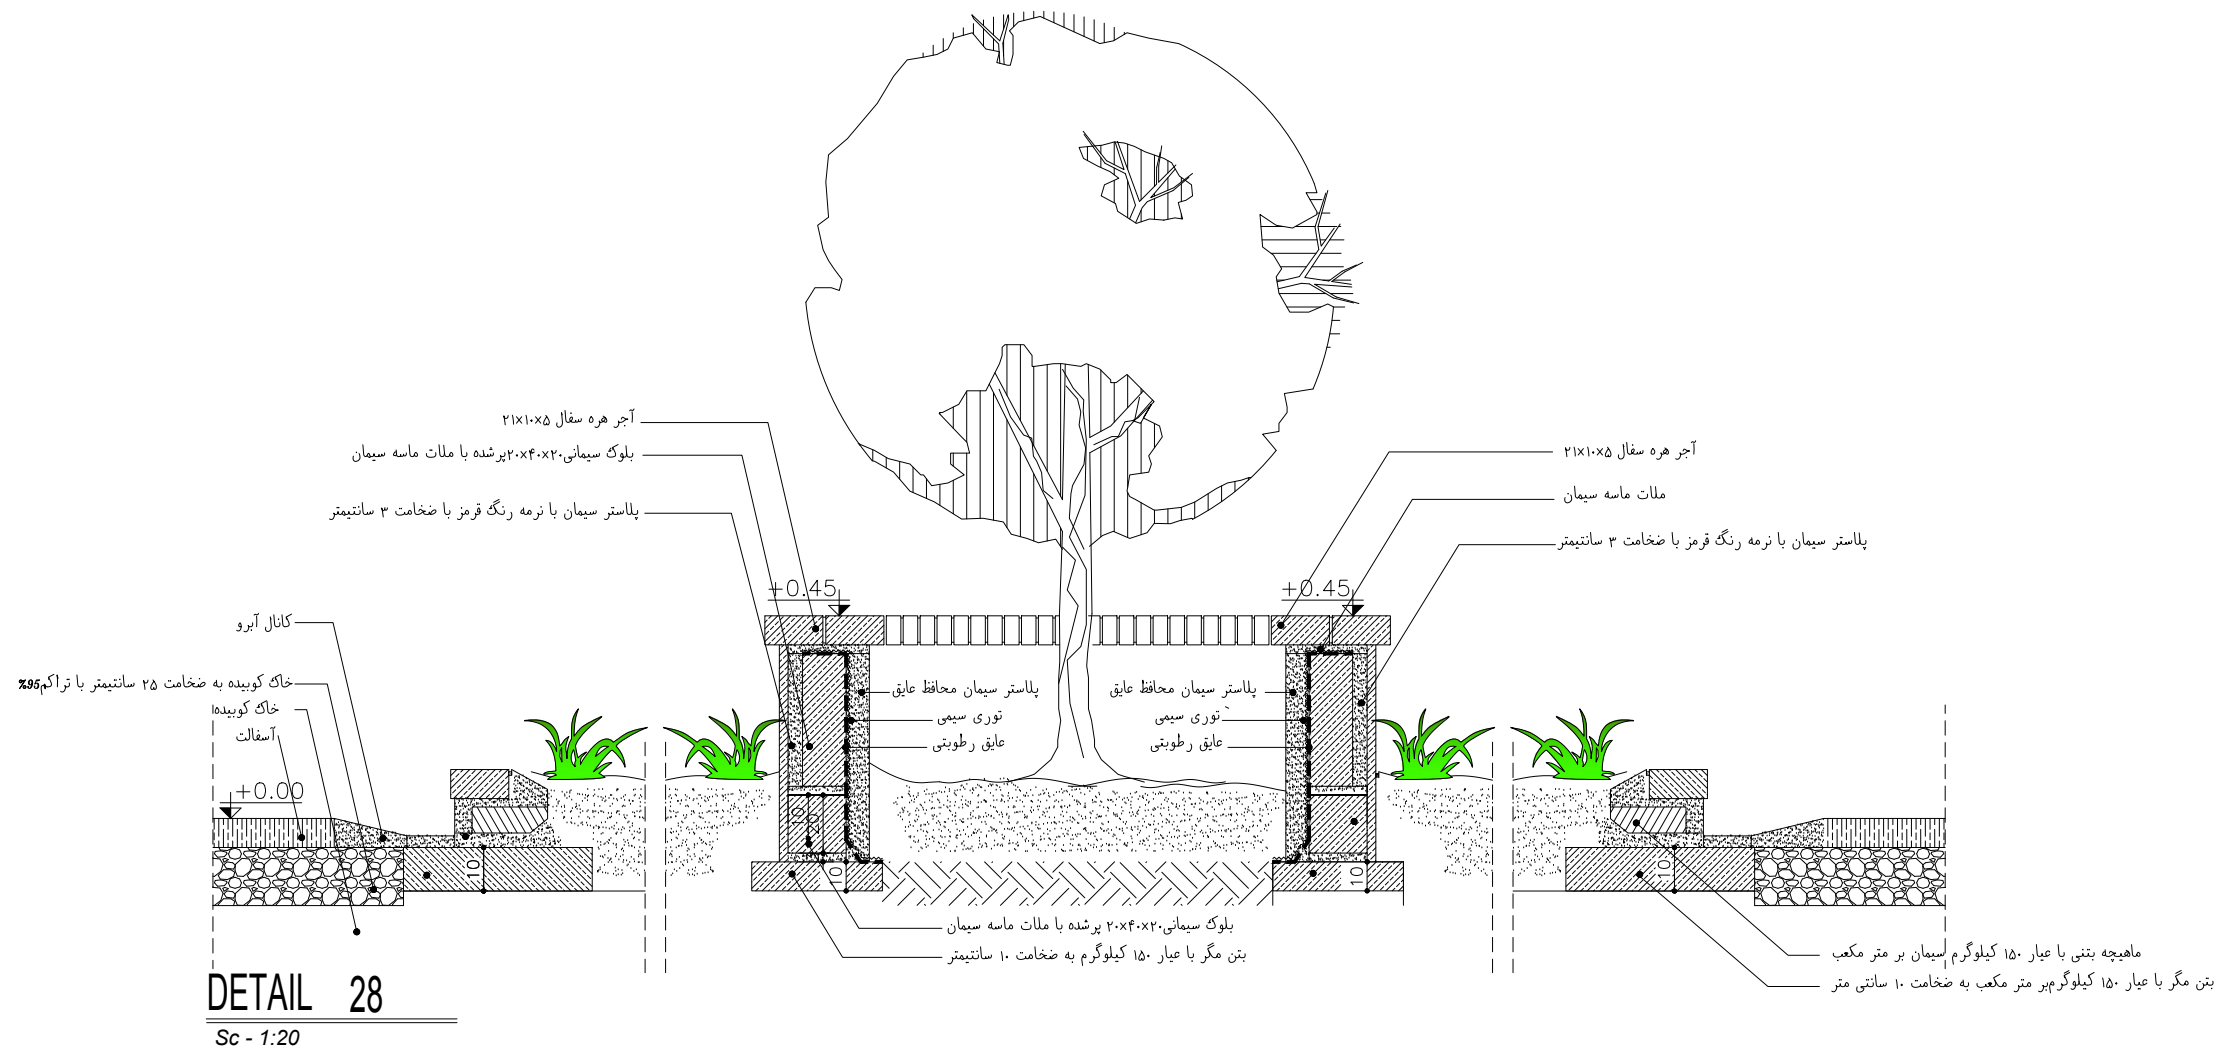 آجر هره سفال ۲۱×۱۰×۵
بلوک سیمانی۲۰×۴۰×۲۰پرشده با ملات ماسه سیمان
پلاستر سیمان با نرمه رنگ قرمز با ضخامت ۳ سانتیمتر
آجر هره سفال ۲۱×۱۰×۵
ملات ماسه سیمان
پلاستر سیمان با نرمه رنگ قرمز با ضخامت ۳ سانتیمتر
+0.45
+0.45
کانال آبرو
خاک کوبیده به ضخامت ۲۵ سانتیمتر با تراکم95%
خاک کوبیده
آسفالت
+0.00
پلاستر سیمان محافظ عایق
توری سیمی
عایق رطوبتی
پلاستر سیمان محافظ عایق
توری سیمی
عایق رطوبتی
10
10
10
10
بلوک سیمانی۲۰×۴۰×۲۰ پرشده با ملات ماسه سیمان
بتن مگر با عیار ۱۵۰ کیلوگرم به ضخامت ۱۰ سانتیمتر
ماهیچه بتنی با عیار ۱۵۰ کیلوگرم سیمان بر متر مکعب
بتن مگر با عیار ۱۵۰ کیلوگرم‌بر متر مکعب به ضخامت ۱۰ سانتی متر
DETAIL 28
Sc - 1:20